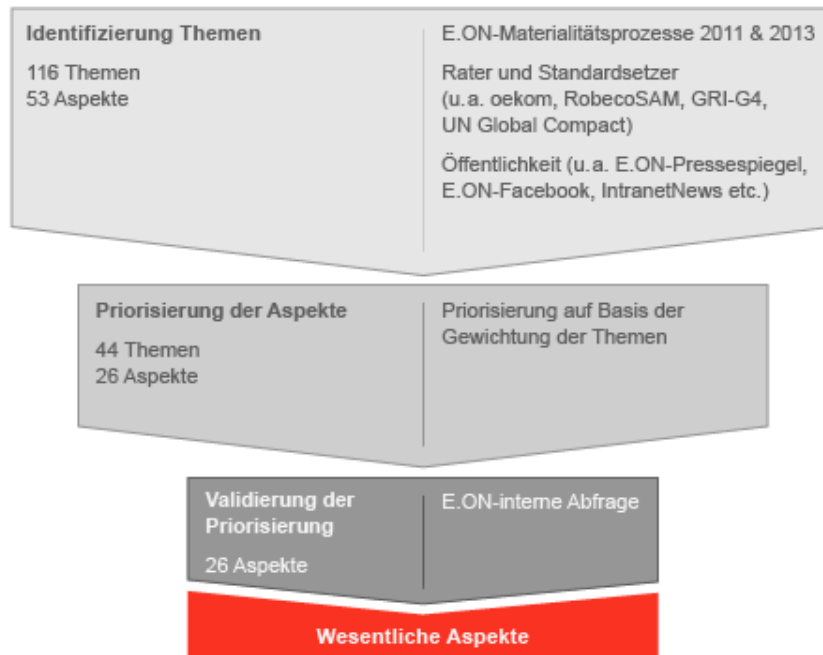 Identifizierung Themen
116 Themen
53 Aspekte
E.ON-Materialitätsprozesse 2011 & 2013
Rater und Standardsetzer
(u. a. oekom, RobecoSAM, GRI-G4,
UN Global Compact)
Öffentlichkeit (u. a. E.ON-Pressespiegel,
E.ON-Facebook, IntranetNews etc.)
Priorisierung der Aspekte
44 Themen
26 Aspekte
Priorisierung auf Basis der
Gewichtung der Themen
Validierung der
Priorisierung
26 Aspekte
E.ON-interne Abfrage
Wesentliche Aspekte